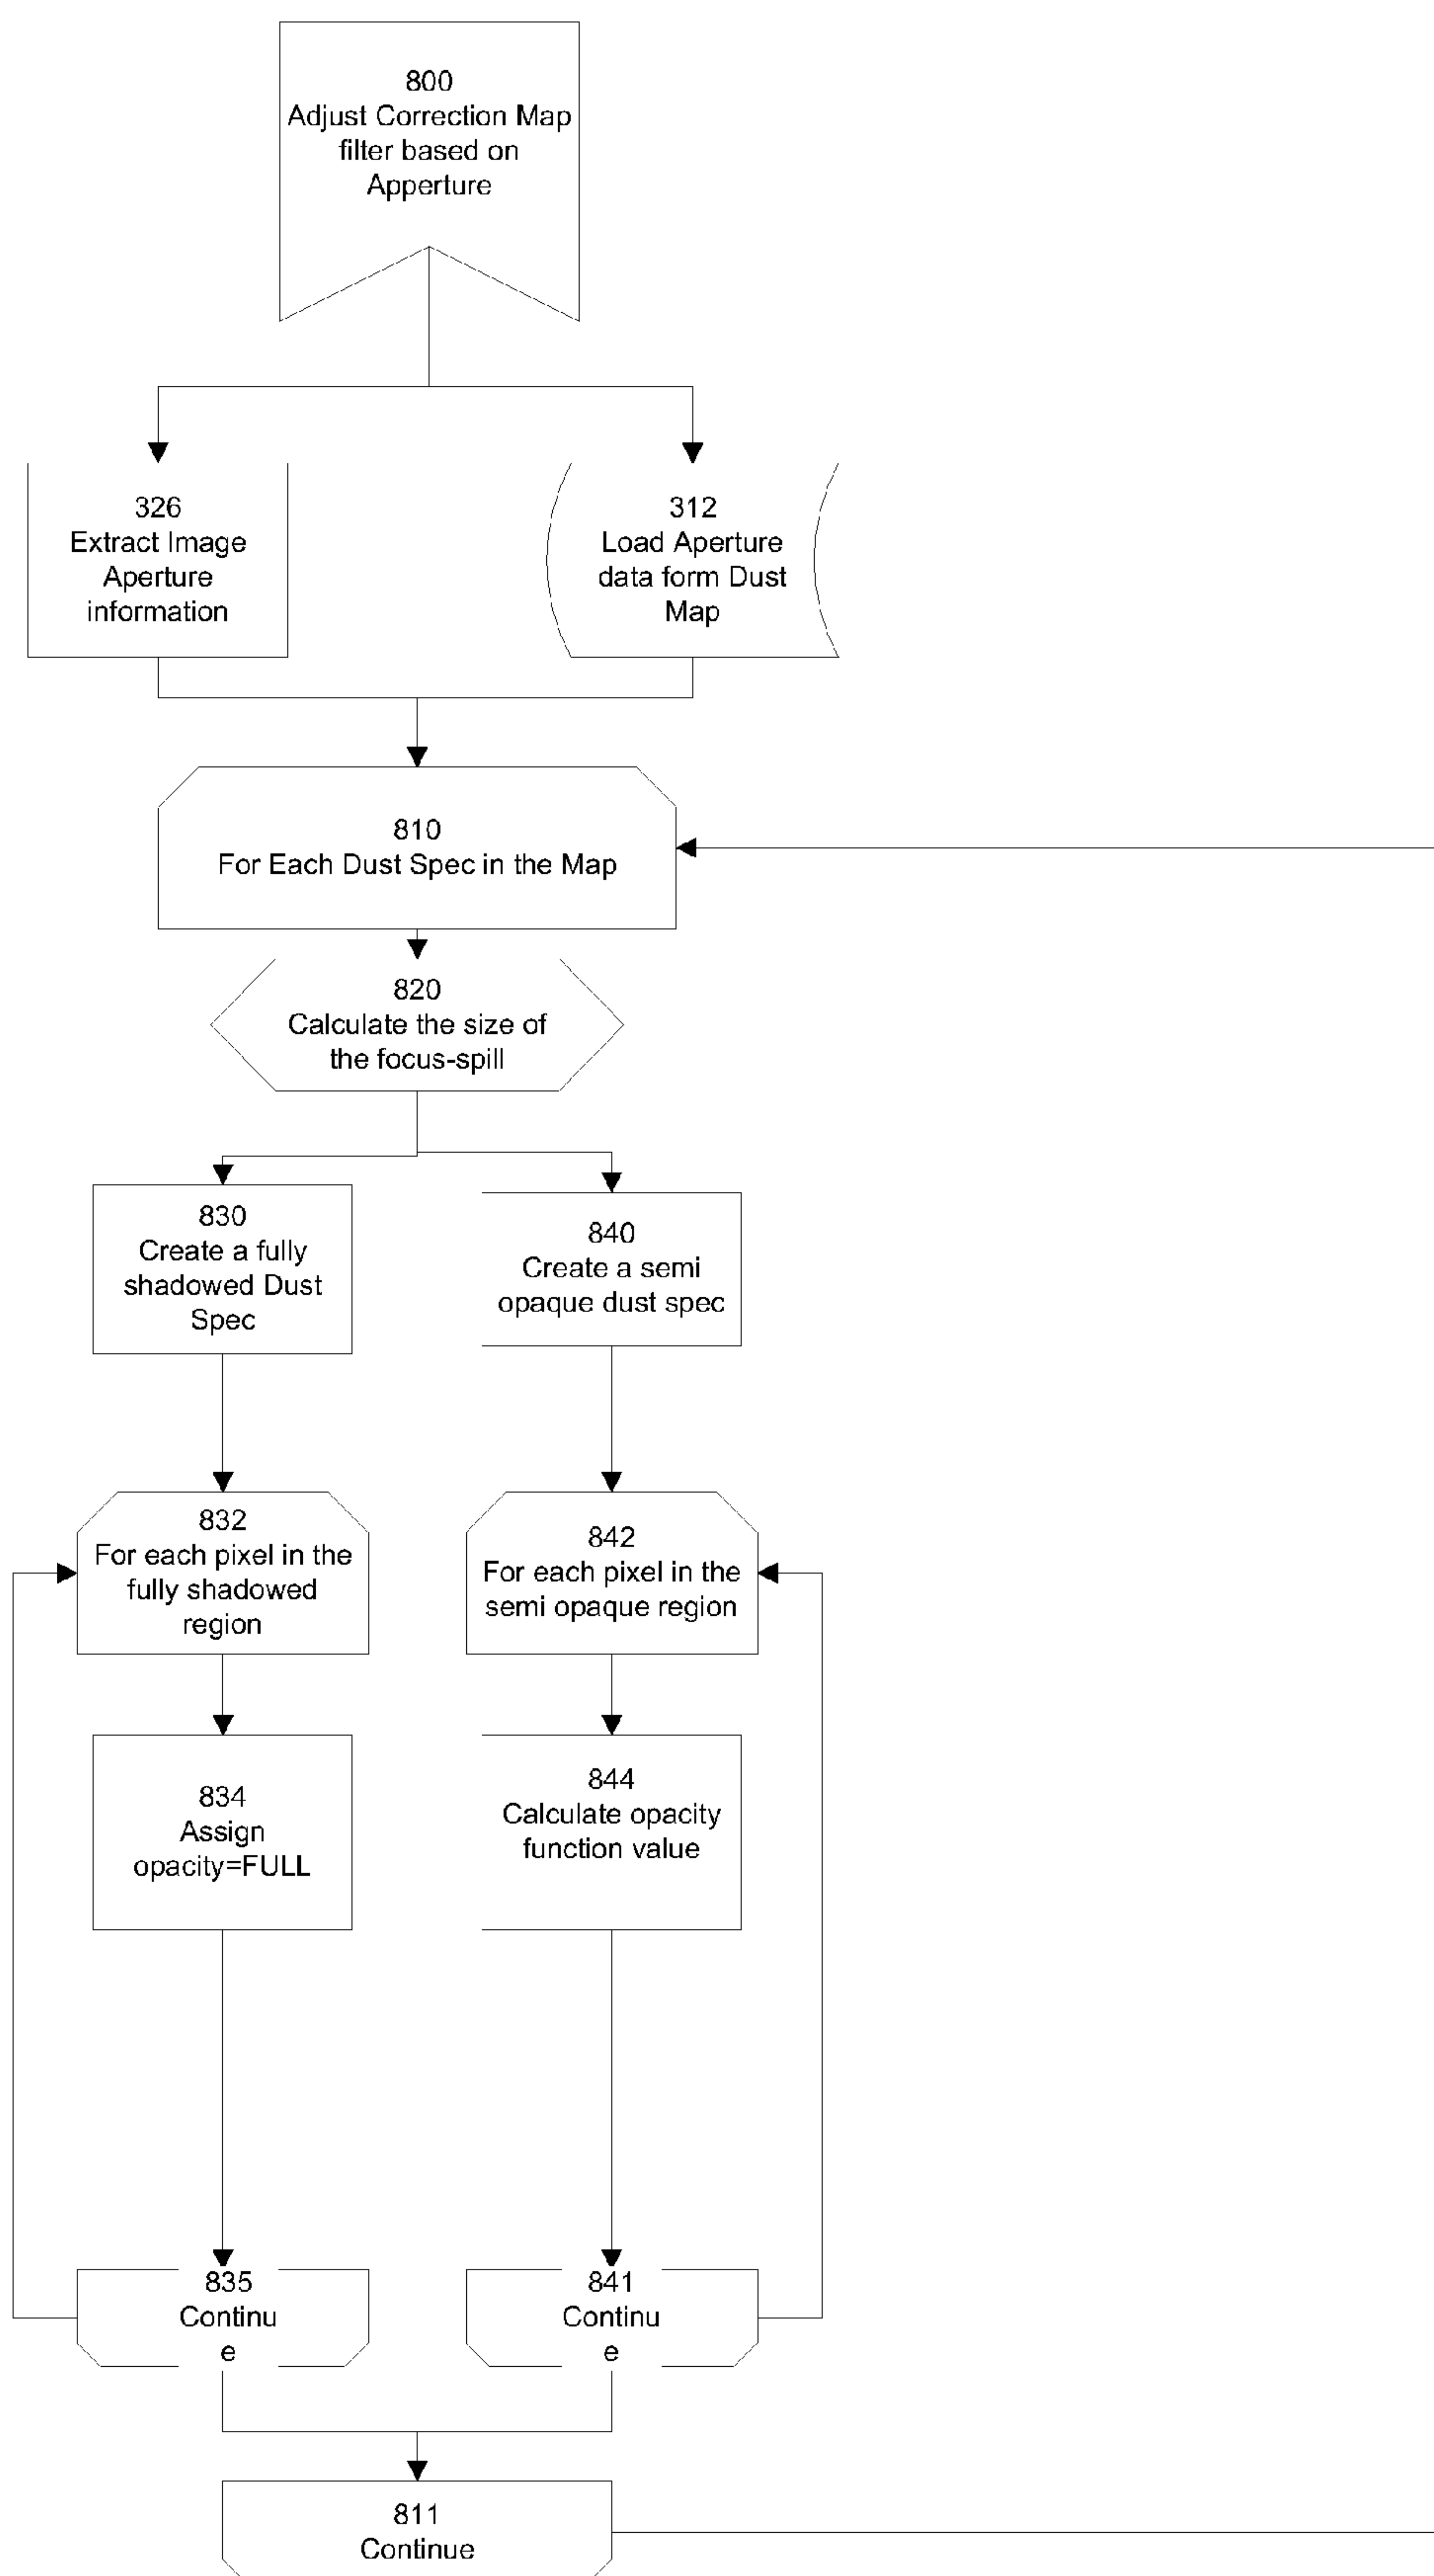 800
Adjust Correction Map
filter based on
Apperture
326
Extract Image
Aperture
information
312
Load Aperture
data form Dust
Map
810
For Each Dust Spec in the Map
820
Calculate the size of
the focus-spill
830
Create a fully
shadowed Dust
Spec
840
Create a semi
opaque dust spec
832
For each pixel in the
fully shadowed
region
842
For each pixel in the
semi opaque region
834
Assign
opacity=FULL
844
Calculate opacity
function value
835
Continu
e
841
Continu
e
811
Continue